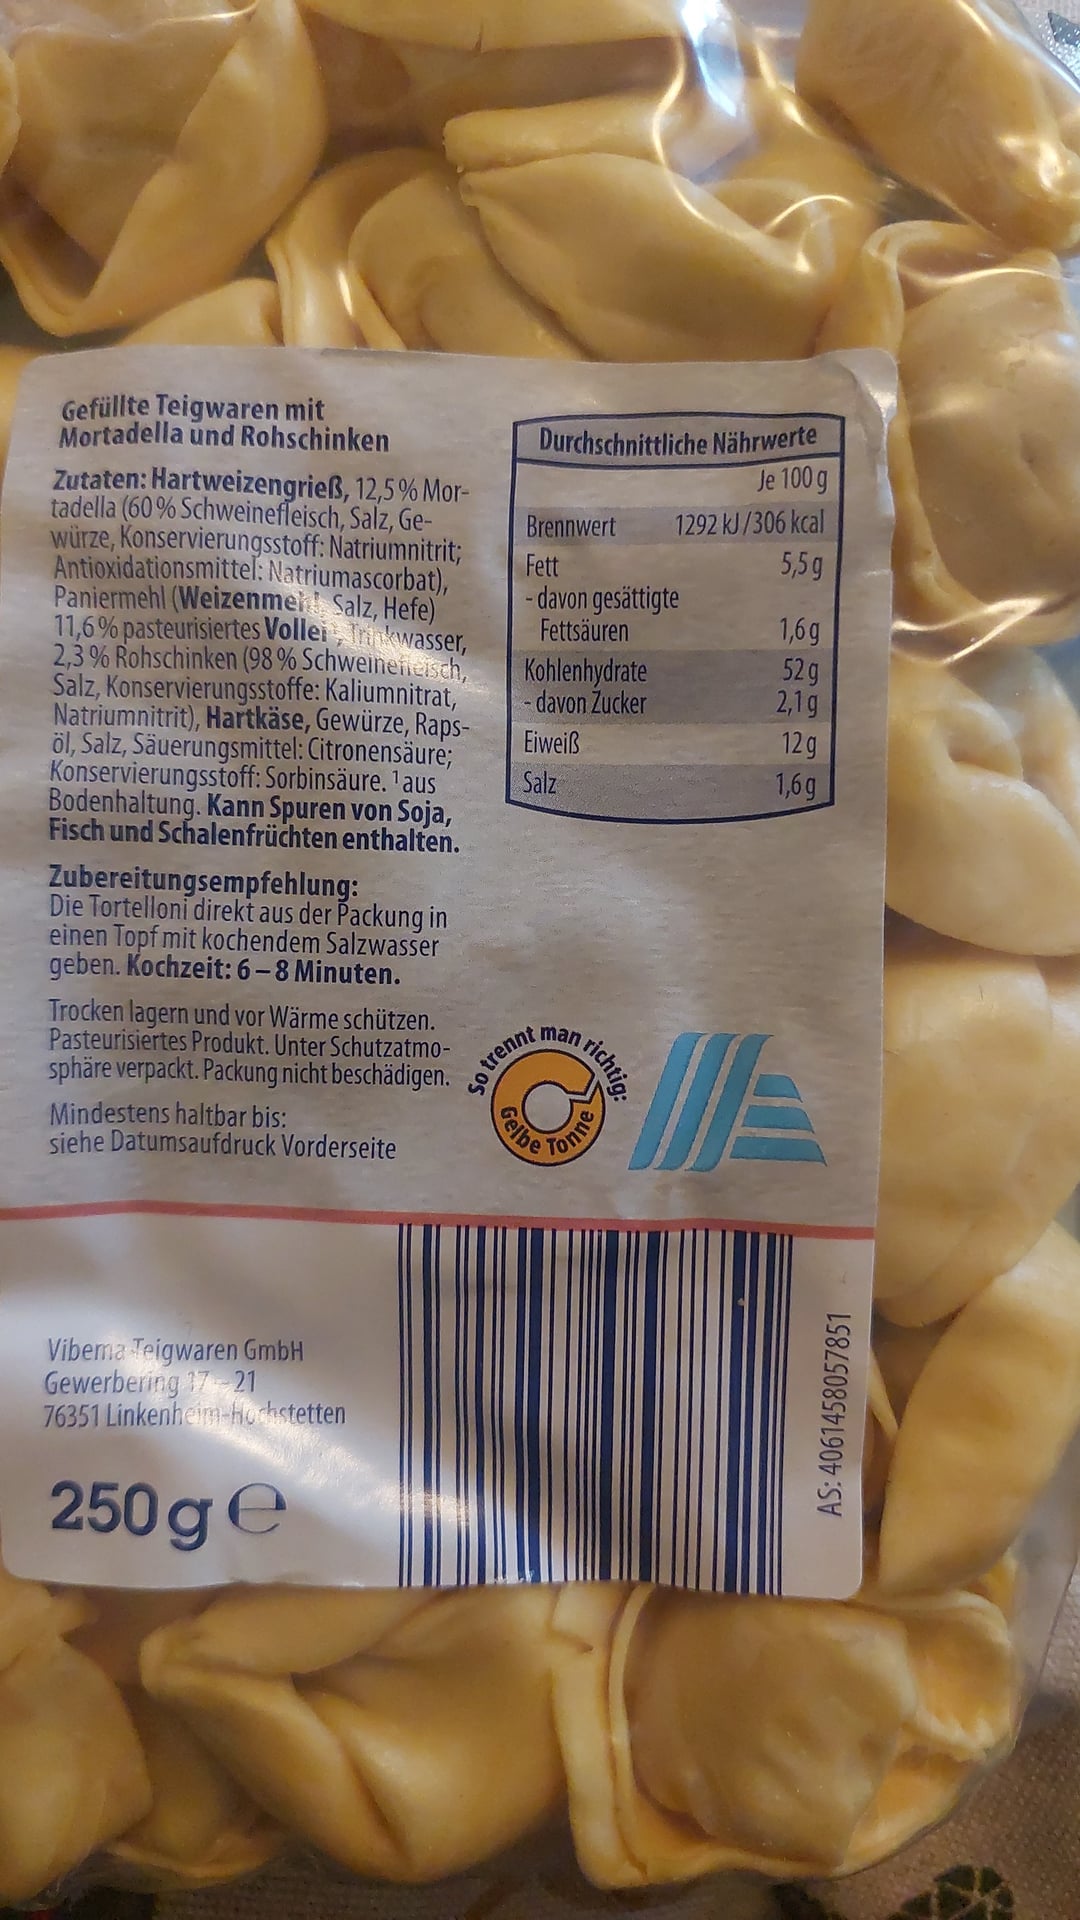 Gefüllte Teigwaren mit
Mortadella und Rohschinken
Zutaten: Hartweizengrieß, 12,5% Mor-
tadella (60% Schweinefleisch, Salz, Ge-
würze, Konservierungsstoff: Natriumnitrit;
Antioxidationsmittel: Natriumascorbat),
Paniermehl (Weizenmehl, Salz, Hefe)
11,6% pasteurisiertes Vollei¹, Trinkwasser,
2,3% Rohschinken (98% Schweinefleisch,
Salz, Konservierungsstoffe: Kaliumnitrat,
Natriumnitrit), Hartkäse, Gewürze, Raps-
öl, Salz, Säuerungsmittel: Citronensäure;
Konservierungsstoff: Sorbinsäure. ¹aus
Bodenhaltung. Kann Spuren von Soja,
Fisch und Schalenfrüchten enthalten.
Zubereitungsempfehlung:
Die Tortelloni direkt aus der Packung in
einen Topf mit kochendem Salzwasser
geben. Kochzeit: 6–8 Minuten.
Trocken lagern und vor Wärme schützen.
Pasteurisiertes Produkt. Unter Schutzatmo-
sphäre verpackt. Packung nicht beschädigen.
Mindestens haltbar bis:
siehe Datumsaufdruck Vorderseite
Durchschnittliche Nährwerte
Je 100 g
Brennwert 1292 kJ/306 kcal
Fett 5,5 g
- davon gesättigte
Fettsäuren 1,6 g
Kohlenhydrate 52 g
- davon Zucker 2,1 g
Eiweiß 12 g
Salz 1,6 g
So trennt man richtig:
Gelbe Tonne
Vibema Teigwaren GmbH
Gewerbering 17–21
76351 Linkenheim-Hochstetten
250 g e
AS: 4061458057851